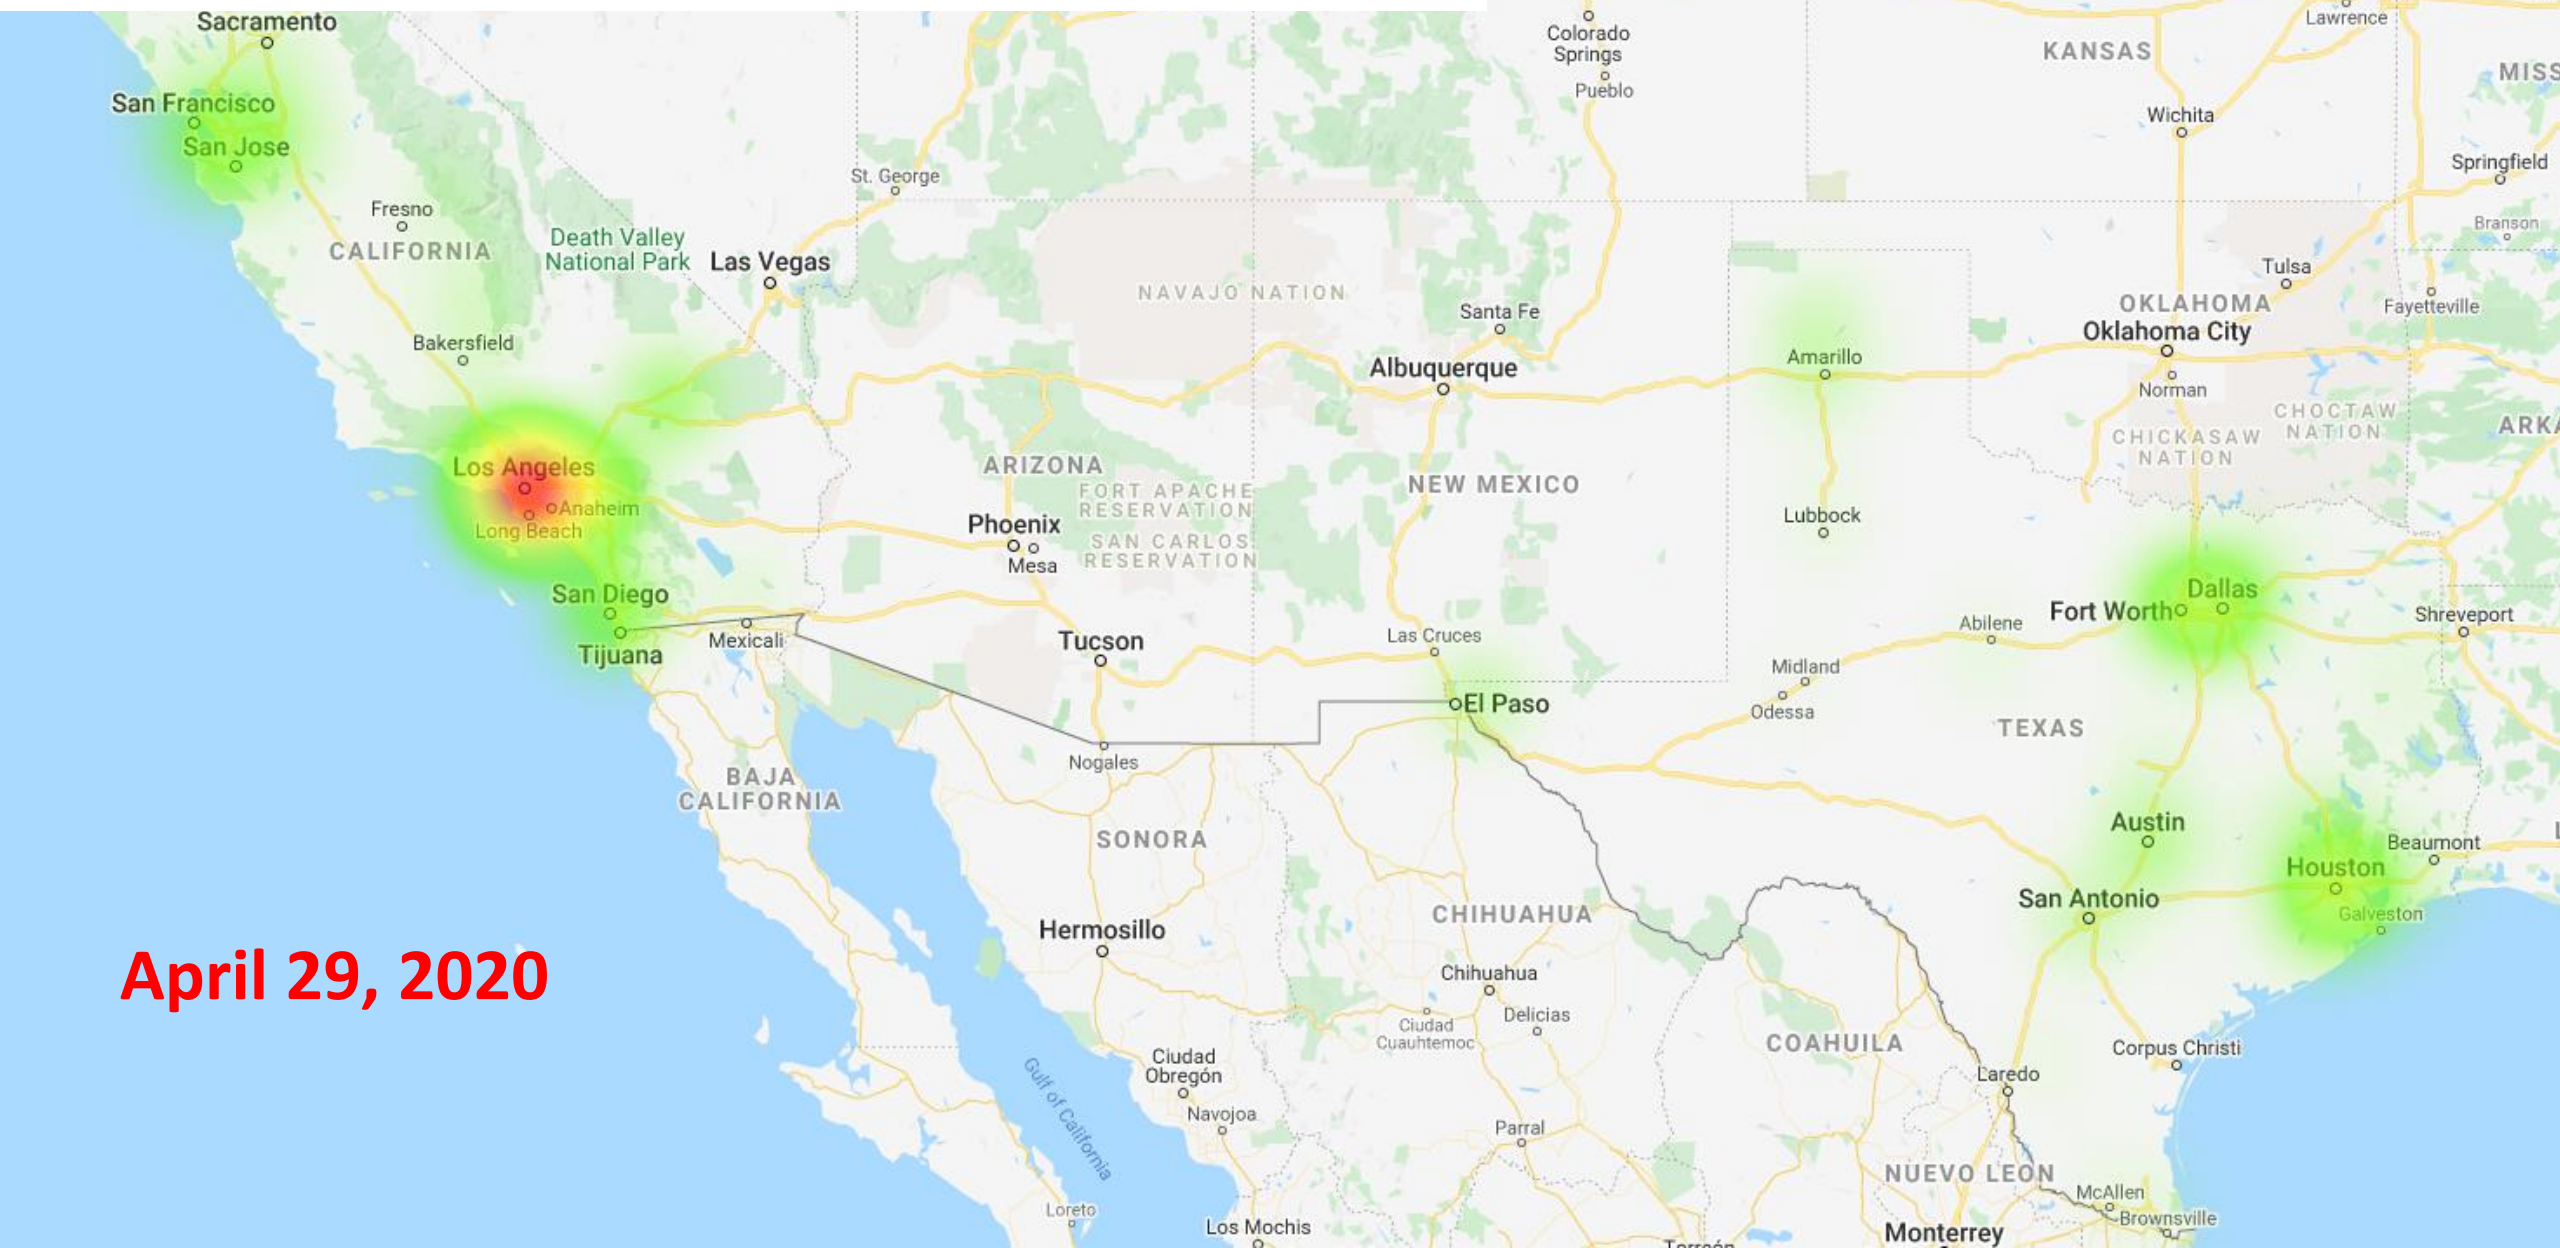 Sacramento
Colorado
Springs
Pueblo
Lawrence
KANSAS
MISS
San Francisco
San Jose
Wichita
Springfield
St. George
Fresno
CALIFORNIA
Death Valley
National Park
Las Vegas
Branson
NAVAJO NATION
Santa Fe
Tulsa
OKLAHOMA
Oklahoma City
Fayetteville
Bakersfield
Albuquerque
Amarillo
Norman
CHOCTAW
NATION
CHICKASAW
NATION
ARKA
Los Angeles
Anaheim
Long Beach
ARIZONA
FORT APACHE
RESERVATION
NEW MEXICO
Phoenix
Mesa
SAN CARLOS
RESERVATION
Lubbock
San Diego
Tijuana
Mexicali
Tucson
Las Cruces
Abilene
Fort Worth
Dallas
Shreveport
Midland
Odessa
El Paso
TEXAS
Nogales
BAJA
CALIFORNIA
SONORA
Austin
Beaumont
Houston
San Antonio
Galveston
Hermosillo
CHIHUAHUA
April 29, 2020
Chihuahua
Ciudad
Cuauhtemoc
Delicias
COAHUILA
Corpus Christi
Gulf of California
Ciudad
Obregón
Navojoa
Laredo
Parral
NUEVO LEON
McAllen
Brownsville
Loreto
Los Mochis
Torreón
Monterrey